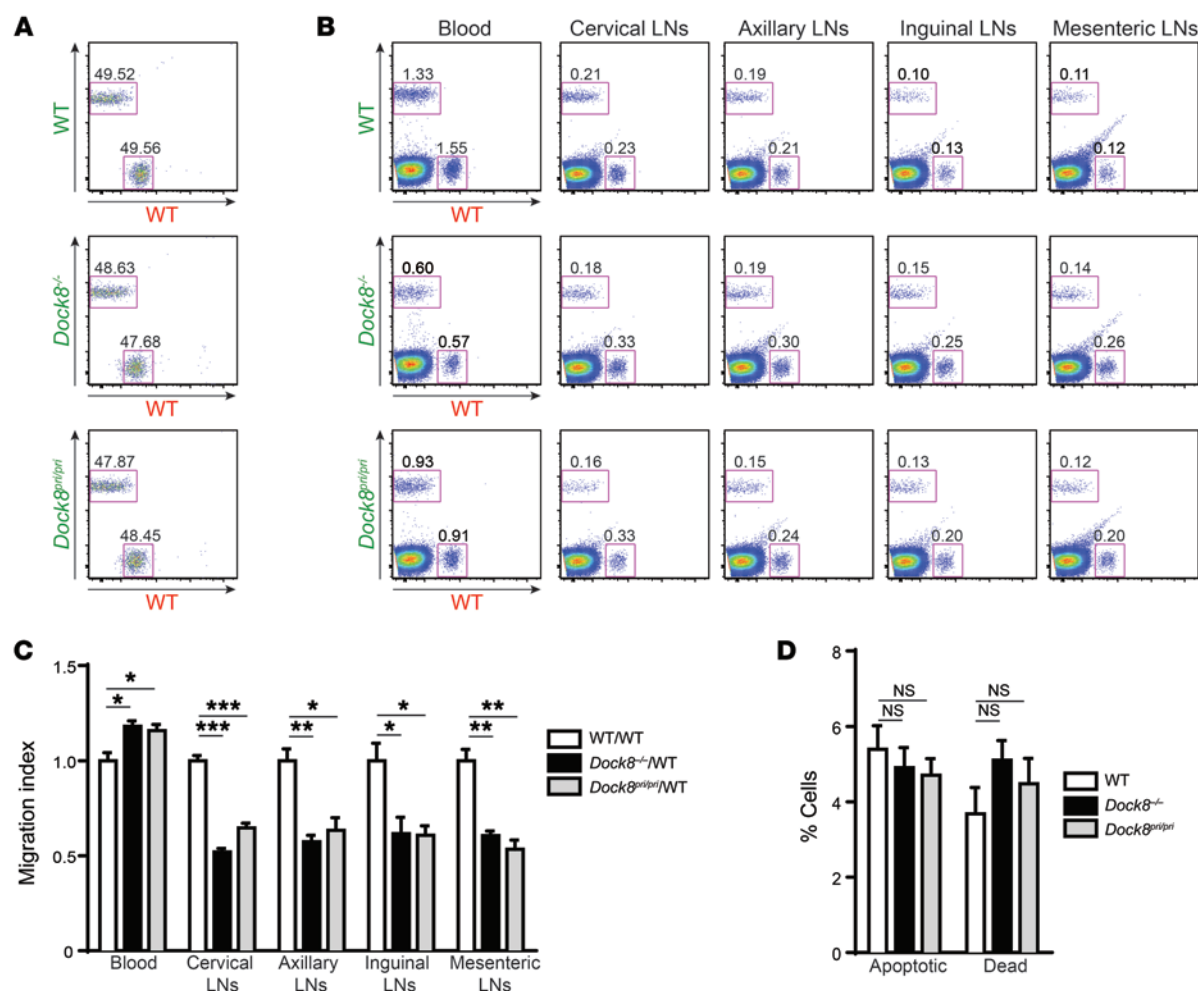 A
B
Blood
Cervical LNs
Axillary LNs
Inguinal LNs
Mesenteric LNs
WT
49.52
49.56
WT
WT
1.33
1.55
WT
0.21
0.23
0.19
0.21
0.10
0.13
0.11
0.12
Dock8-/-
48.63
47.68
WT
Dock8-/-
0.60
0.57
WT
0.18
0.33
0.19
0.30
0.15
0.25
0.14
0.26
Dock8pri/pri
47.87
48.45
WT
Dock8pri/pri
0.93
0.91
WT
0.16
0.33
0.15
0.24
0.13
0.20
0.12
0.20
C
Migration index
1.5
1.0
0.5
0
*
*
***
***
*
**
*
*
**
**
Blood
Cervical
LNs
Axillary
LNs
Inguinal
LNs
Mesenteric
LNs
WT/WT
Dock8-/-/WT
Dock8pri/pri/WT
D
% Cells
8
6
4
2
0
NS
NS
NS
NS
Apoptotic
Dead
WT
Dock8-/-
Dock8pri/pri